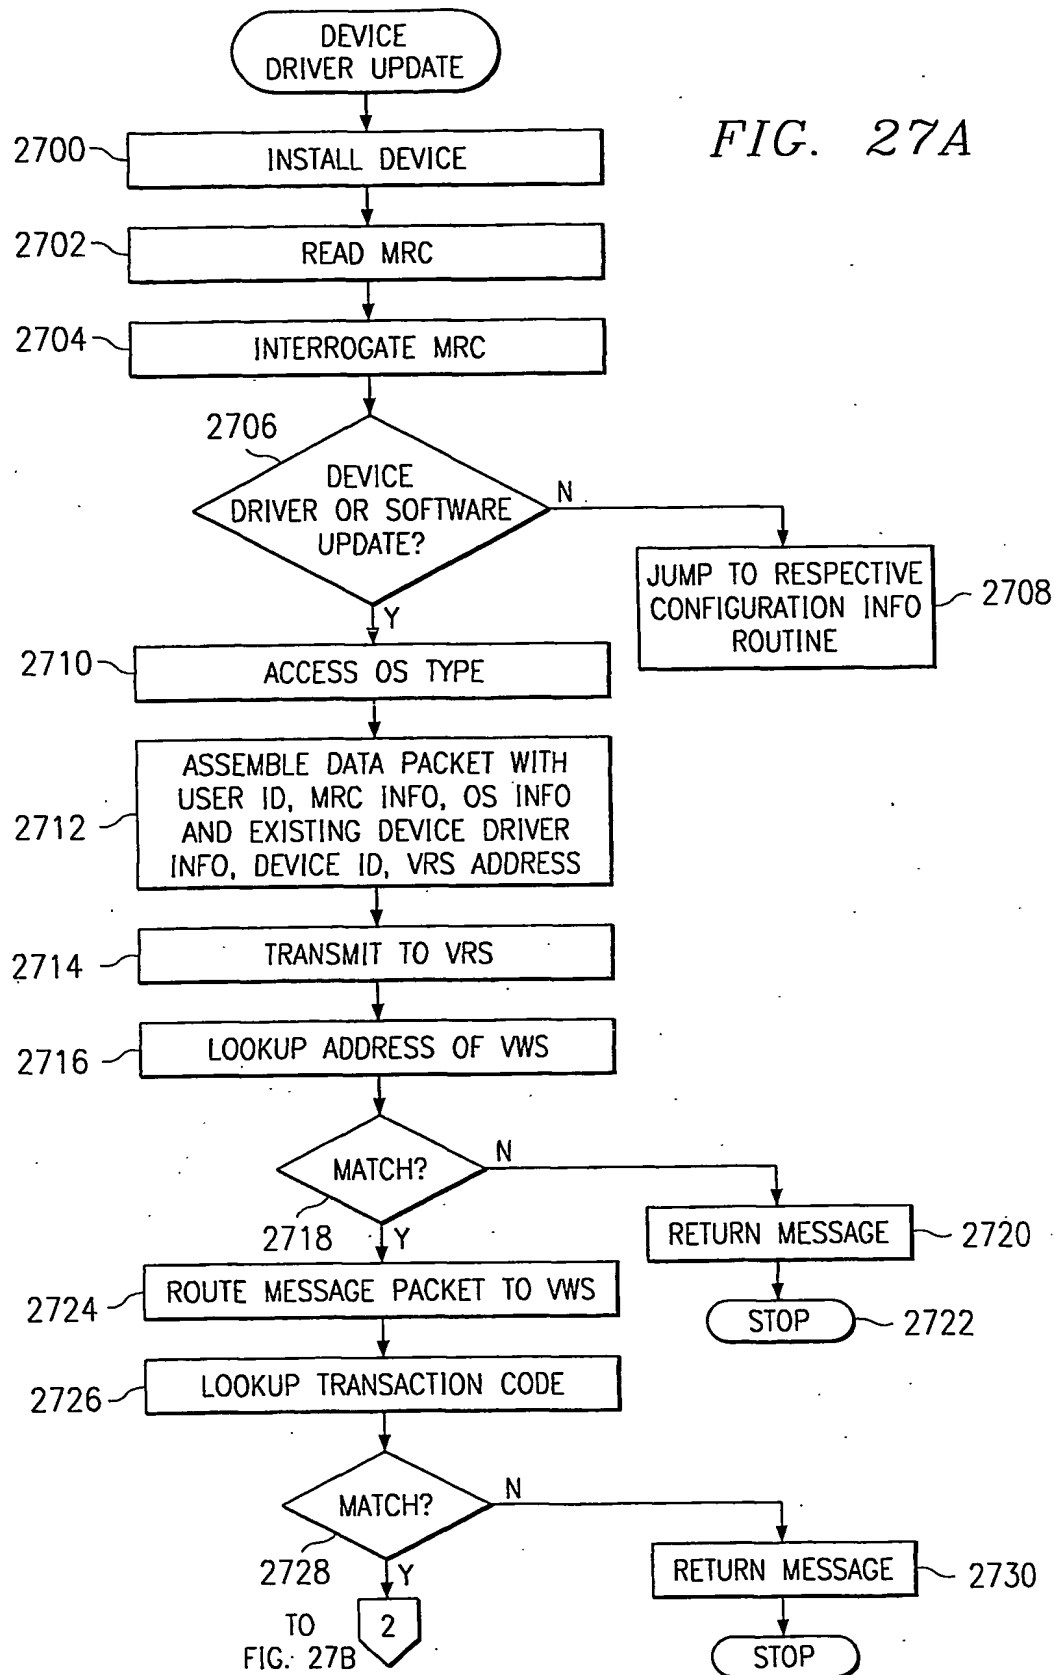 DEVICE
DRIVER UPDATE
FIG. 27A
2700
INSTALL DEVICE
2702
READ MRC
2704
INTERROGATE MRC
2706
DEVICE
DRIVER OR SOFTWARE
UPDATE?
N
JUMP TO RESPECTIVE
CONFIGURATION INFO
ROUTINE
2708
Y
2710
ACCESS OS TYPE
2712
ASSEMBLE DATA PACKET WITH
USER ID, MRC INFO, OS INFO
AND EXISTING DEVICE DRIVER
INFO, DEVICE ID, VRS ADDRESS
2714
TRANSMIT TO VRS
2716
LOOKUP ADDRESS OF VWS
MATCH?
N
2718
Y
RETURN MESSAGE
2720
STOP
2722
2724
ROUTE MESSAGE PACKET TO VWS
2726
LOOKUP TRANSACTION CODE
MATCH?
N
2728
Y
RETURN MESSAGE
2730
STOP
TO
FIG. 27B
2